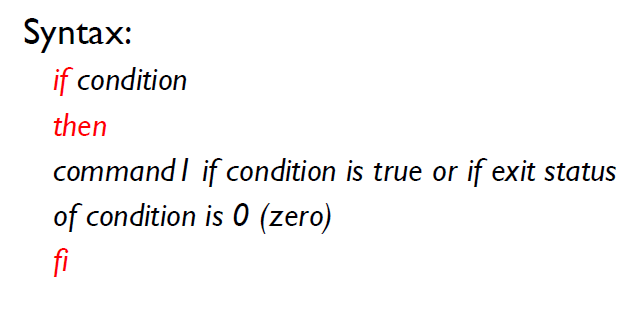 Syntax:
if condition
then
command1 if condition is true or if exit status
of condition is 0 (zero)
fi